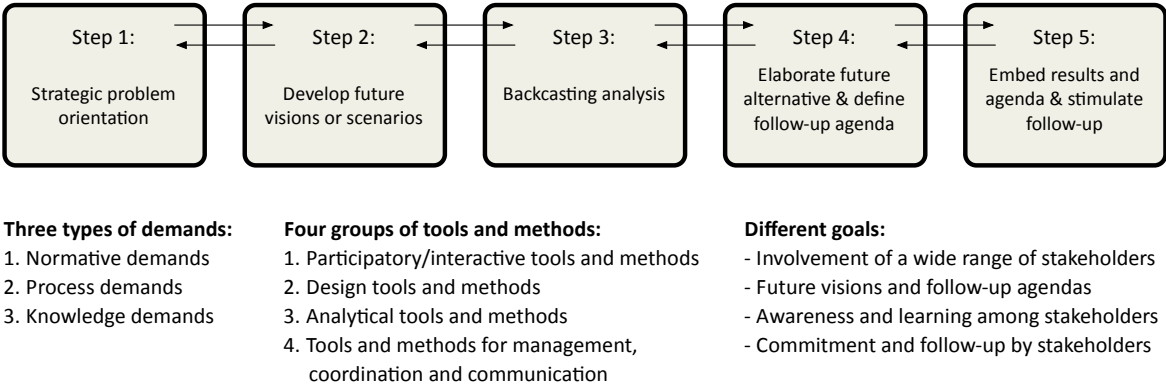 Step 1:
Strategic problem
orientation
Step 2:
Develop future
visions or scenarios
Step 3:
Backcasting analysis
Step 4:
Elaborate future
alternative & define
follow-up agenda
Step 5:
Embed results and
agenda & stimulate
follow-up
Three types of demands:
1. Normative demands
2. Process demands
3. Knowledge demands
Four groups of tools and methods:
1. Participatory/interactive tools and methods
2. Design tools and methods
3. Analytical tools and methods
4. Tools and methods for management,
coordination and communication
Different goals:
- Involvement of a wide range of stakeholders
- Future visions and follow-up agendas
- Awareness and learning among stakeholders
- Commitment and follow-up by stakeholders